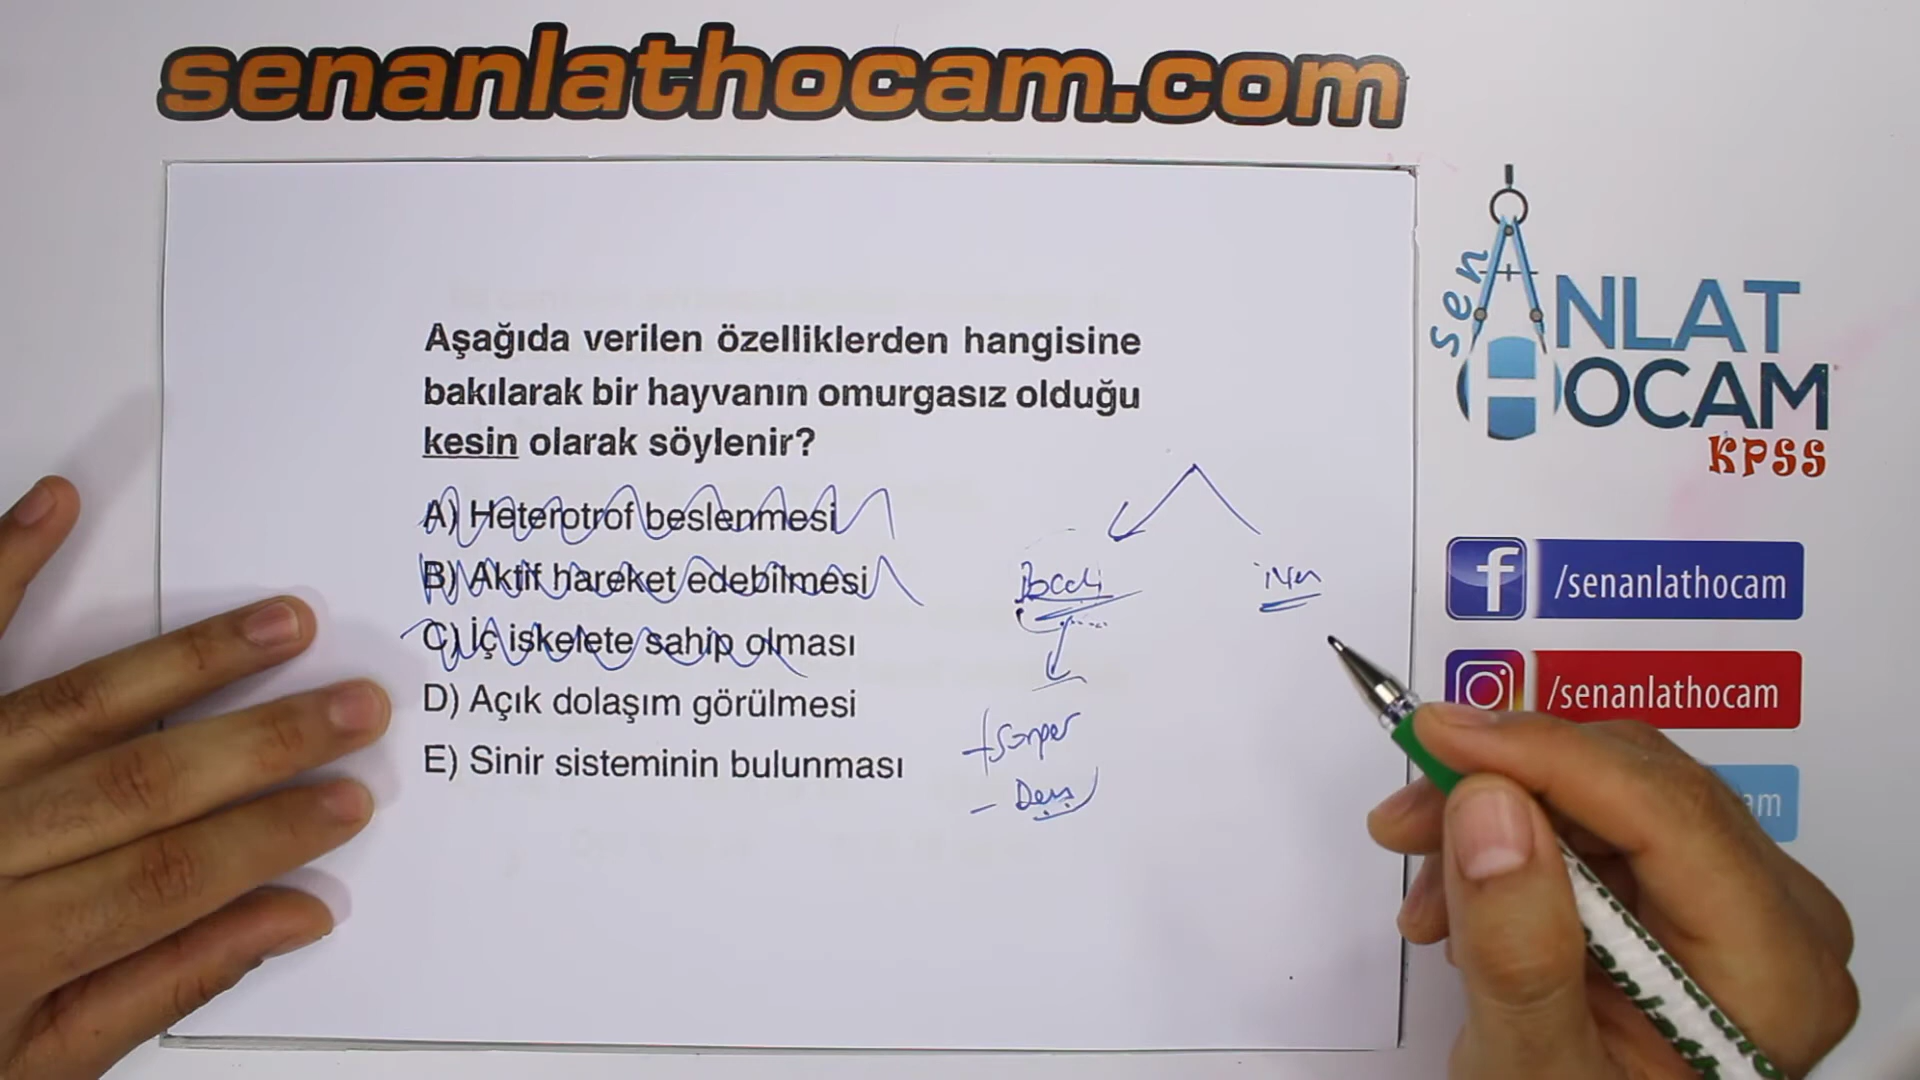 senanlathocam.com
Aşağıda verilen özelliklerden hangisine
bakılarak bir hayvanın omurgasız olduğu
kesin olarak söylenir?
A) Heterotrof beslenmesi
B) Aktif hareket edebilmesi
C) İç iskelete sahip olması
D) Açık dolaşım görülmesi
E) Sinir sisteminin bulunması
sen
ANLAT
HOCAM
KPSS
/senanlathocam
/senanlathocam
am